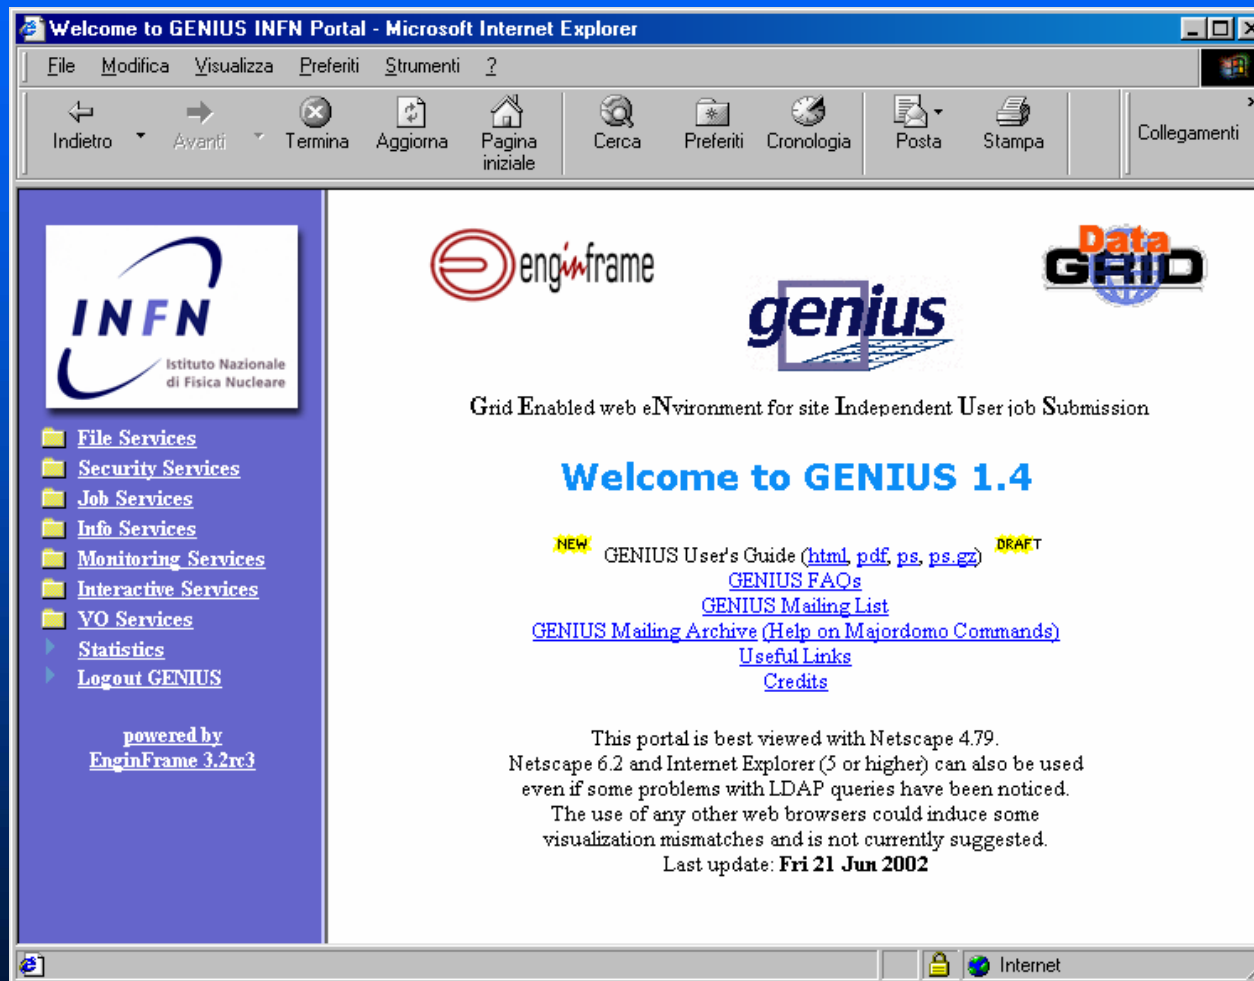 Welcome to GENIUS INFN Portal - Microsoft Internet Explorer
File Modifica Visualizza Preferiti Strumenti ?
Indietro Avanti Termina Aggiorna Pagina iniziale Cerca Preferiti Cronologia Posta Stampa Collegamenti
INFN
Istituto Nazionale
di Fisica Nucleare
File Services
Security Services
Job Services
Info Services
Monitoring Services
Interactive Services
VO Services
Statistics
Logout GENIUS
powered by
EnginFrame 3.2rc3
enginframe
genius
Data
GRID
Grid Enabled web eNvironment for site Independent User job Submission
Welcome to GENIUS 1.4
NEW GENIUS User's Guide (html, pdf, ps, ps.gz) DRAFT
GENIUS FAQs
GENIUS Mailing List
GENIUS Mailing Archive (Help on Majordomo Commands)
Useful Links
Credits
This portal is best viewed with Netscape 4.79.
Netscape 6.2 and Internet Explorer (5 or higher) can also be used
even if some problems with LDAP queries have been noticed.
The use of any other web browsers could induce some
visualization mismatches and is not currently suggested.
Last update: Fri 21 Jun 2002
Internet